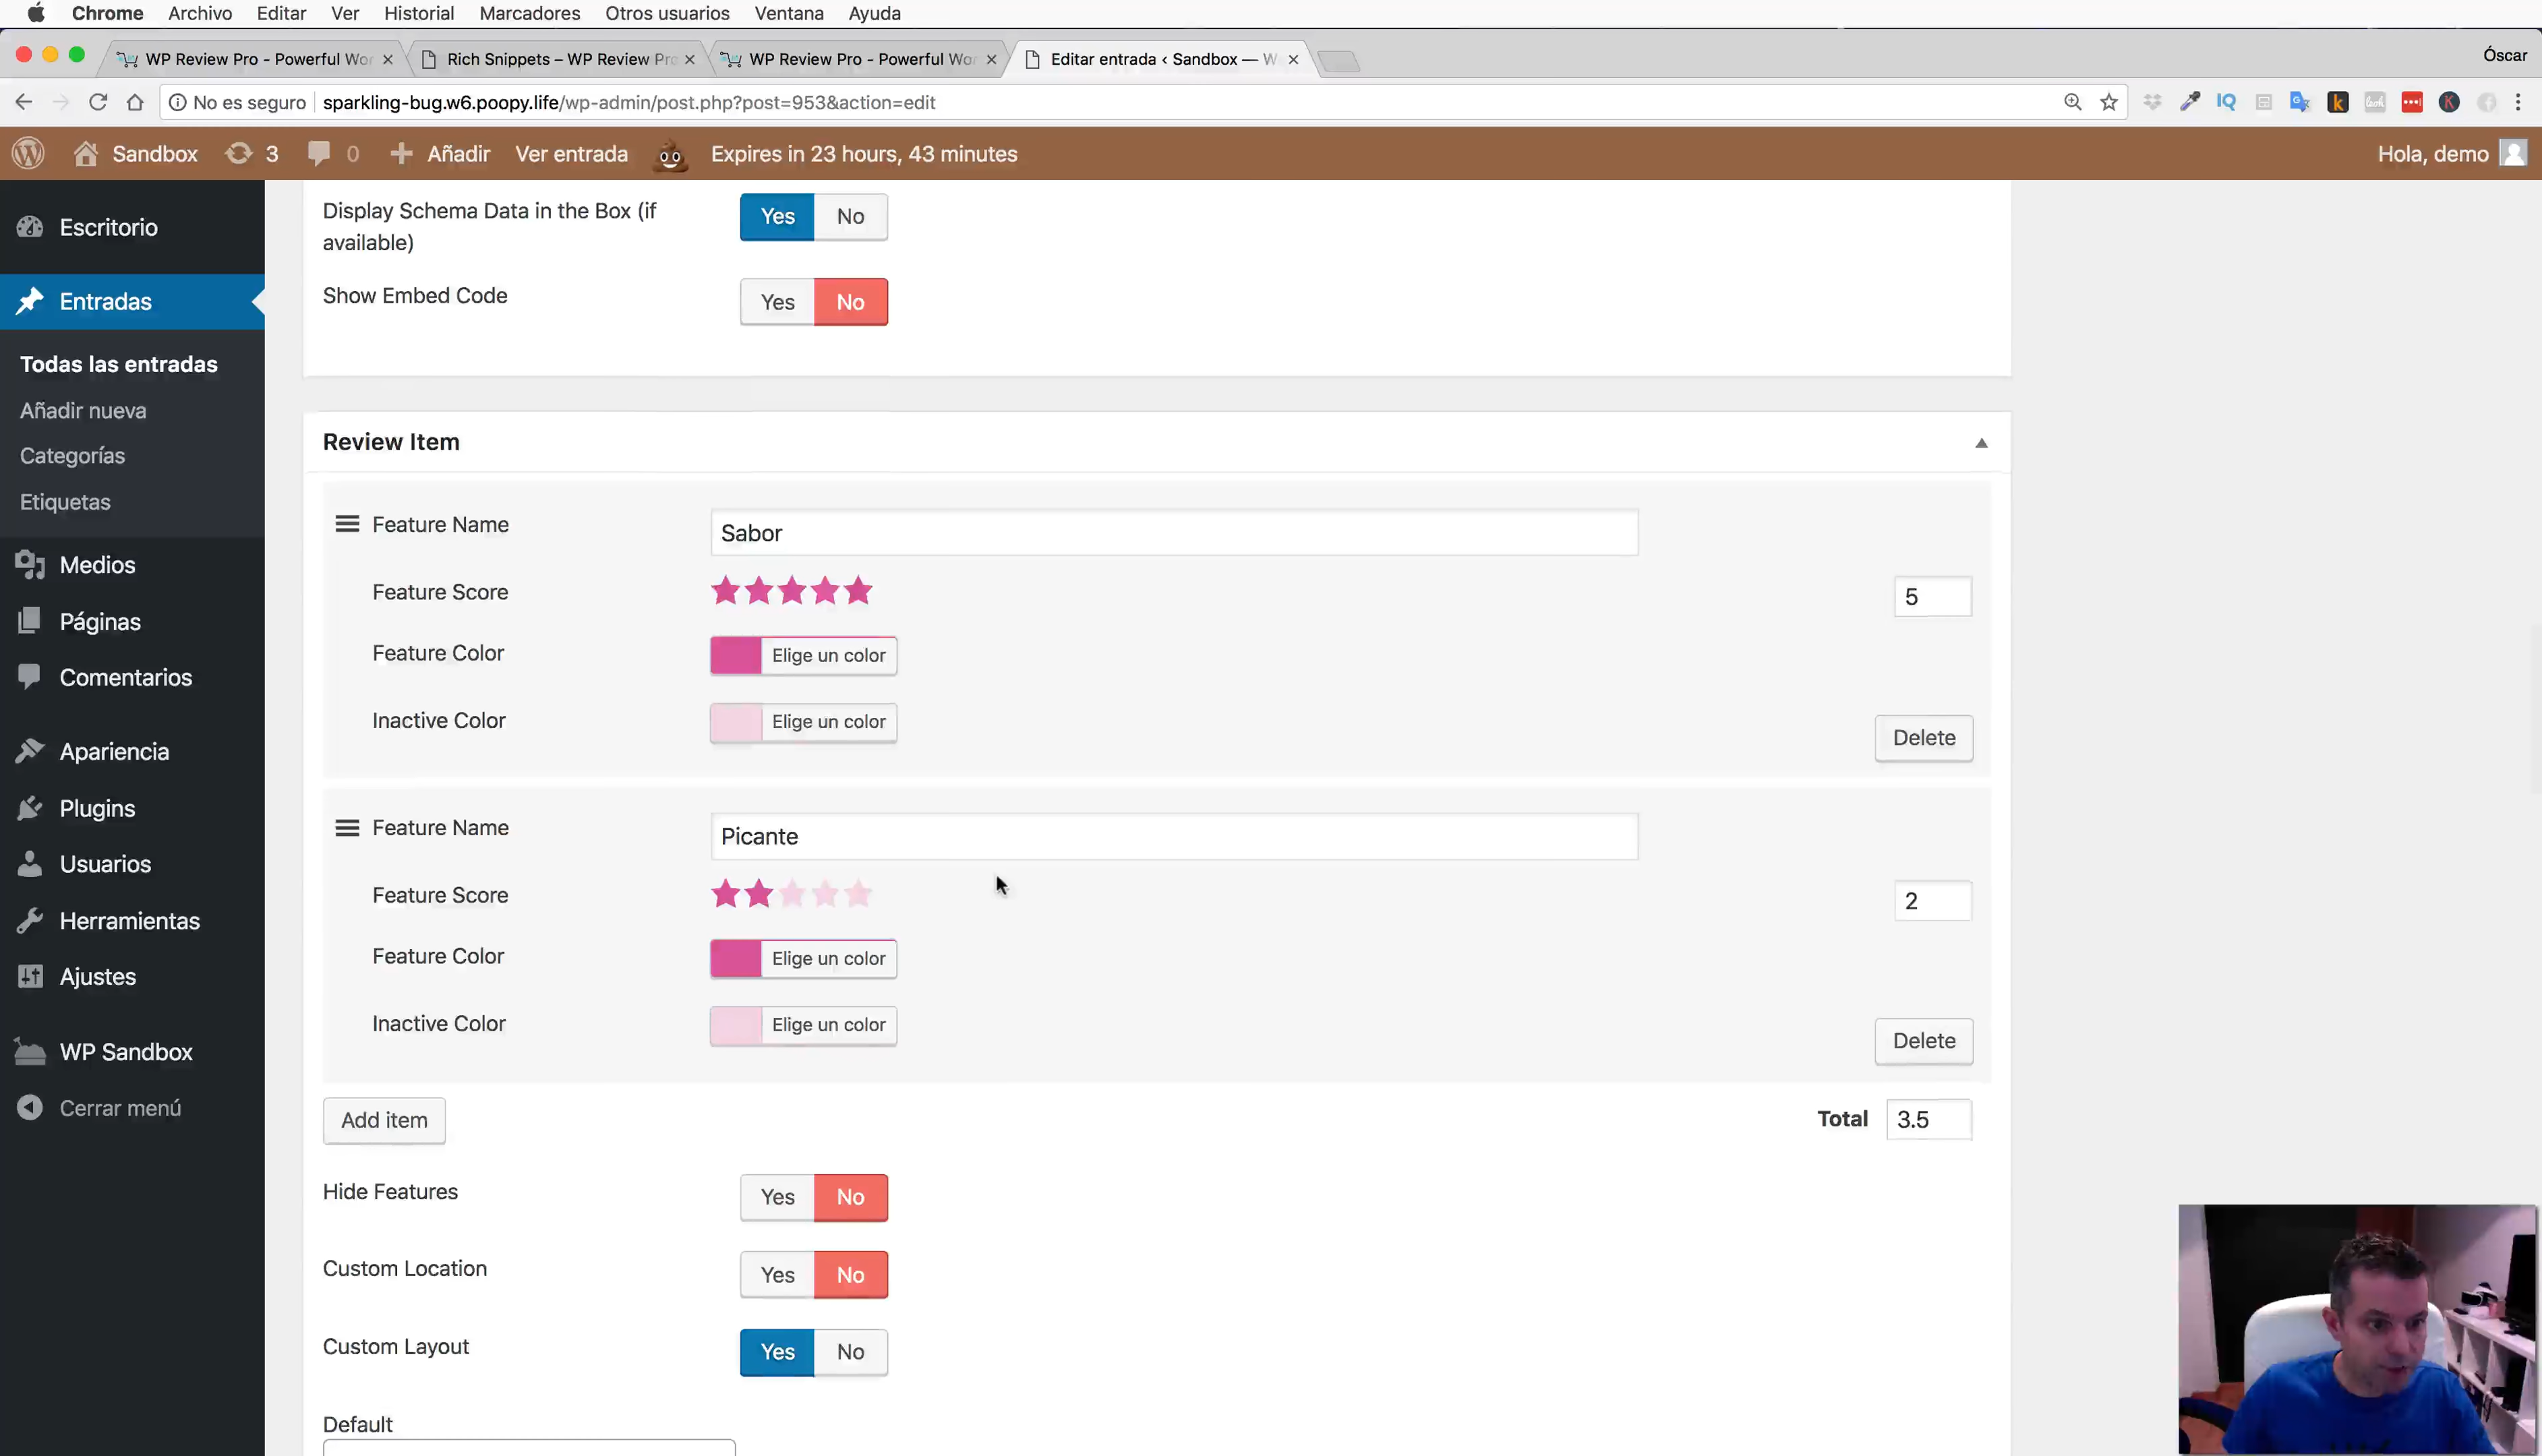 Chrome Archivo Editar Ver Historial Marcadores Otros usuarios Ventana Ayuda
WP Review Pro - Powerful Wor
Rich Snippets – WP Review Pr
WP Review Pro - Powerful Wor
Editar entrada ‹ Sandbox — W
Óscar
No es seguro sparkling-bug.w6.poopy.life/wp-admin/post.php?post=953&action=edit
Sandbox 3 0 Añadir Ver entrada Expires in 23 hours, 43 minutes Hola, demo
Escritorio
Entradas
Todas las entradas
Añadir nueva
Categorías
Etiquetas
Medios
Páginas
Comentarios
Apariencia
Plugins
Usuarios
Herramientas
Ajustes
WP Sandbox
Cerrar menú
Display Schema Data in the Box (if
available)
Yes No
Show Embed Code Yes No
Review Item
Feature Name Sabor
Feature Score 5
Feature Color Elige un color
Inactive Color Elige un color
Delete
Feature Name Picante
Feature Score 2
Feature Color Elige un color
Inactive Color Elige un color
Delete
Add item Total 3.5
Hide Features Yes No
Custom Location Yes No
Custom Layout Yes No
Default